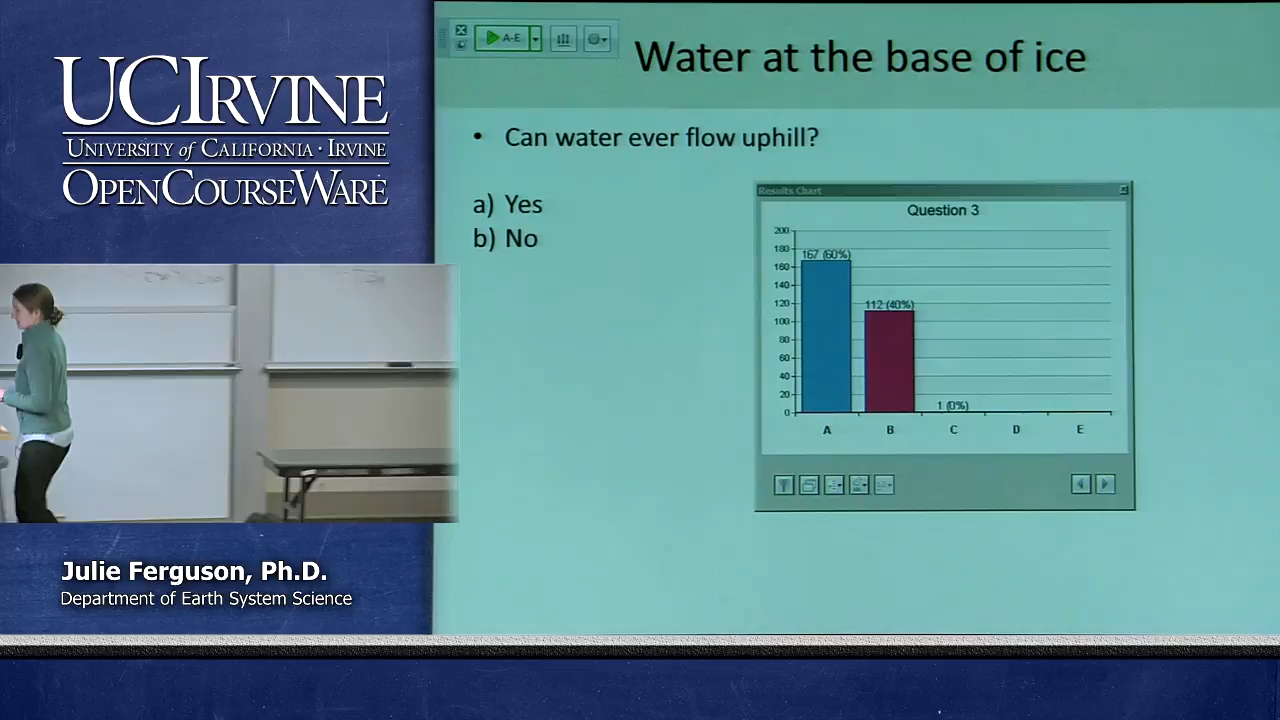 UCIRVINE
UNIVERSITY of CALIFORNIA · IRVINE
OPENCOURSEWARE
A-E
Water at the base of ice
• Can water ever flow uphill?
a) Yes
b) No
Results Chart
Question 3
200
180
160
140
120
100
80
60
40
20
0
167 (60%)
112 (40%)
1 (0%)
A B C D E
Julie Ferguson, Ph.D.
Department of Earth System Science